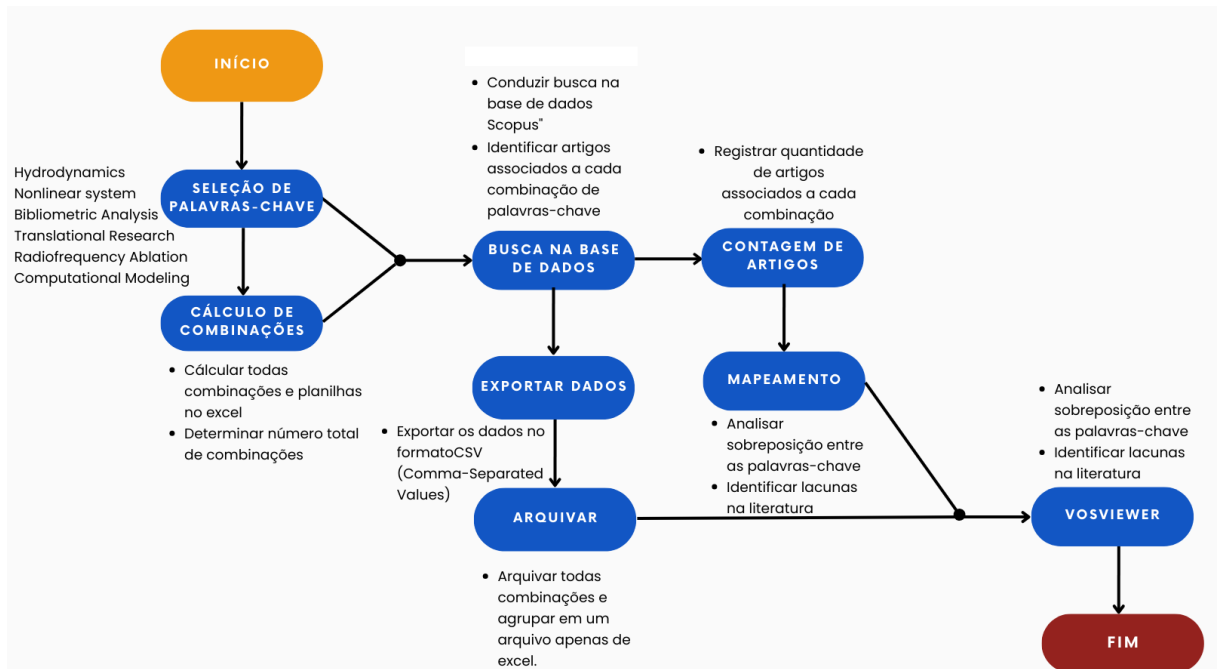 INÍCIO
Hydrodynamics
Nonlinear system
Bibliometric Analysis
Translational Research
Radiofrequency Ablation
Computational Modeling
SELEÇÃO DE
PALAVRAS-CHAVE
CÁLCULO DE
COMBINAÇÕES
• Cálcular todas
combinações e planilhas
no excel
• Determinar número total
de combinações
• Conduzir busca na
base de dados
Scopus"
• Identificar artigos
associados a cada
combinação de
palavras-chave
BUSCA NA BASE
DE DADOS
EXPORTAR DADOS
• Exportar os dados no
formatoCSV
(Comma-Separated
Values)
ARQUIVAR
• Arquivar todas
combinações e
agrupar em um
arquivo apenas de
excel.
• Registrar quantidade
de artigos
associados a cada
combinação
CONTAGEM DE
ARTIGOS
MAPEAMENTO
• Analisar
sobreposição entre
as palavras-chave
• Identificar lacunas
na literatura
• Analisar
sobreposição entre
as palavras-chave
• Identificar lacunas
na literatura
VOSVIEWER
FIM